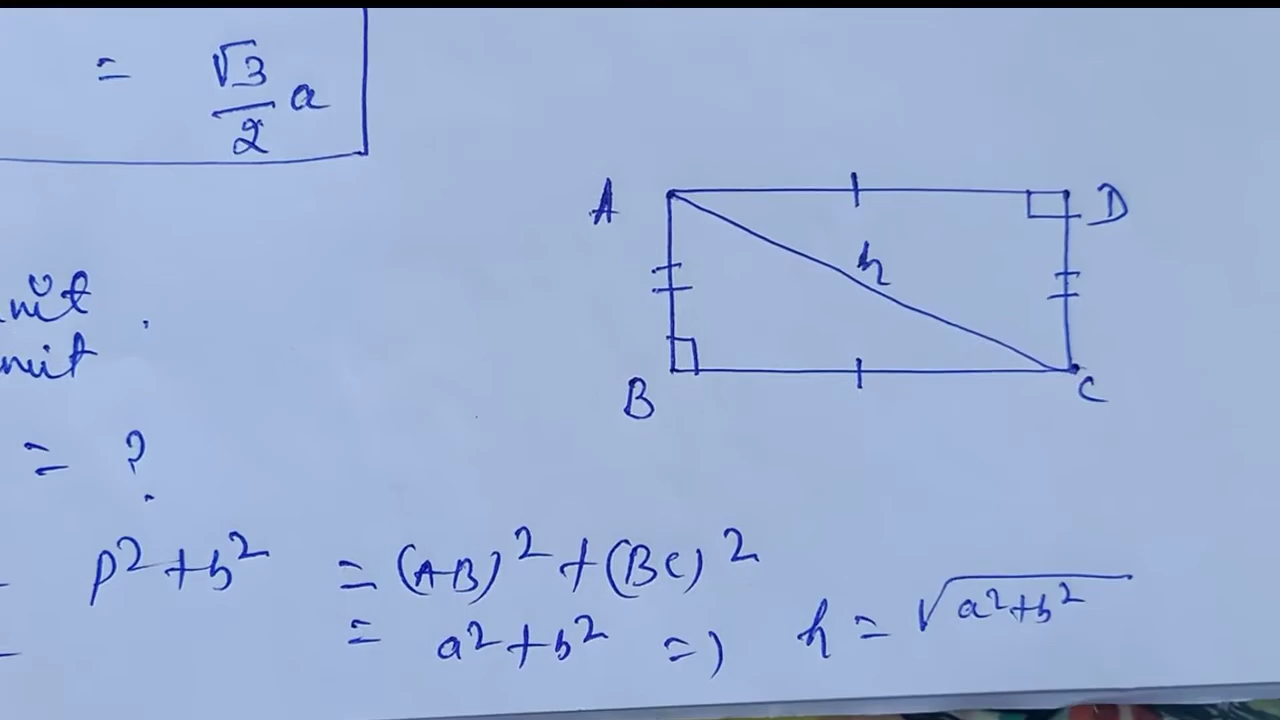 = √3/2 a
A
D
h
B
C
= ?
p² + b² = (AB)² + (BC)²
= a² + b² => h = √a² + b²